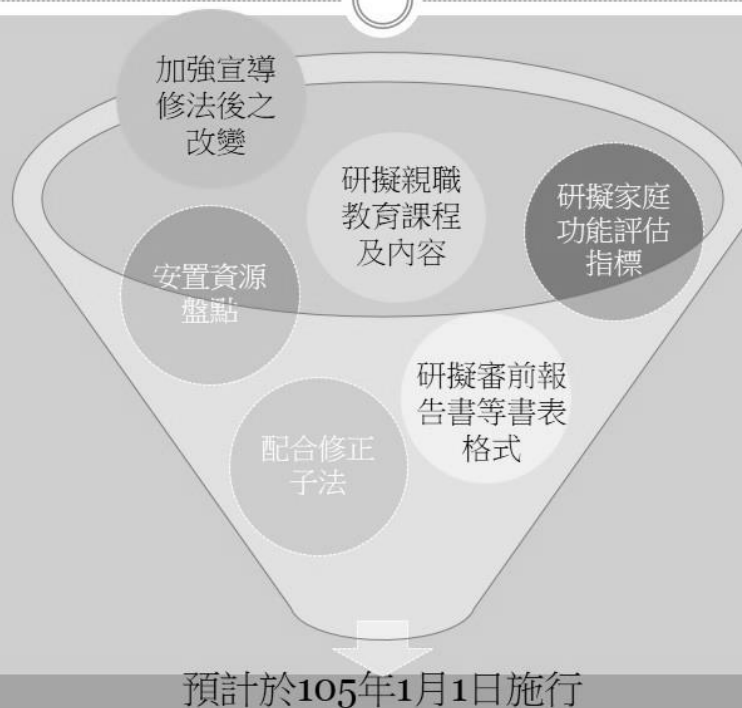 加強宣導
修法後之
改變
研擬親職
教育課程
及內容
研擬家庭
功能評估
指標
安置資源
盤點
研擬審前報
告書等書表
格式
配合修正
子法
預計於105年1月1日施行